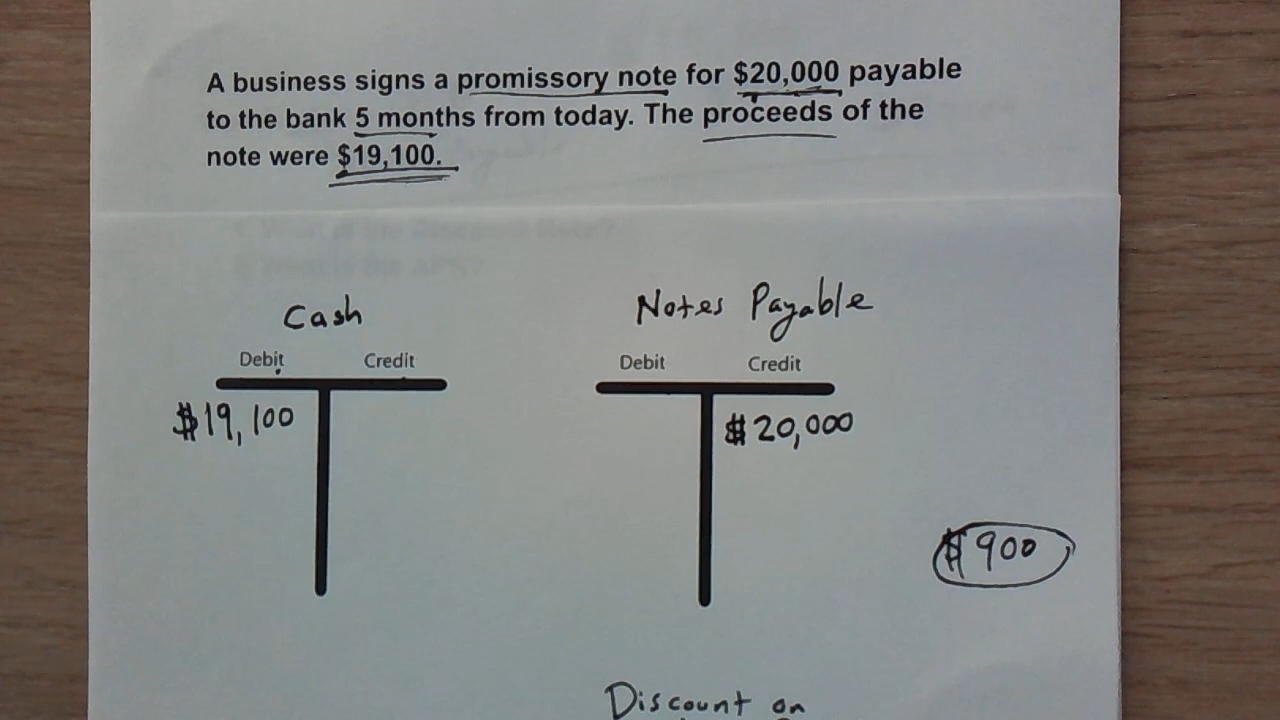 A business signs a promissory note for $20,000 payable
to the bank 5 months from today. The proceeds of the
note were $19,100.
Cash
Notes Payable
Debit Credit
Debit Credit
$19,100
$20,000
$900
Discount on